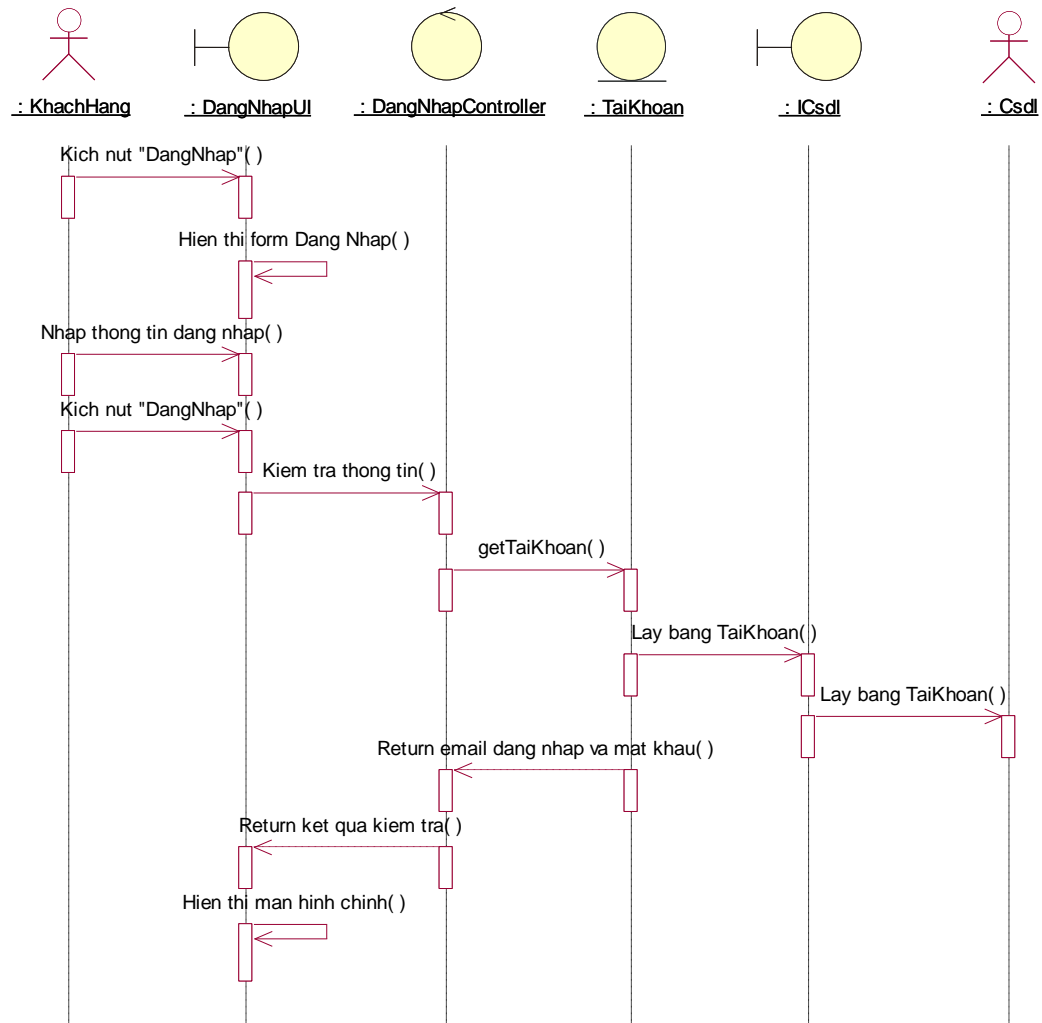 : KhachHang
: DangNhapUI
: DangNhapController
: TaiKhoan
: ICsdl
: Csdl
Kich nut "DangNhap"( )
Hien thi form Dang Nhap( )
Nhap thong tin dang nhap( )
Kich nut "DangNhap"( )
Kiem tra thong tin( )
getTaiKhoan( )
Lay bang TaiKhoan( )
Lay bang TaiKhoan( )
Return email dang nhap va mat khau( )
Return ket qua kiem tra( )
Hien thi man hinh chinh( )